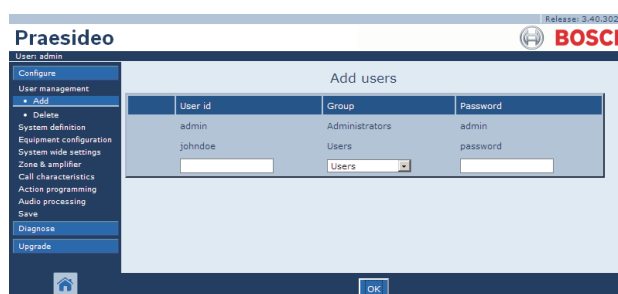 Release: 3.40.302
Praesideo
BOSCH
User: admin
Configure
User management
• Add
• Delete
System definition
Equipment configuration
System wide settings
Zone & amplifier
Call characteristics
Action programming
Audio processing
Save
Diagnose
Upgrade
Add users
User id Group Password
admin Administrators admin
johndoe Users password
Users
OK